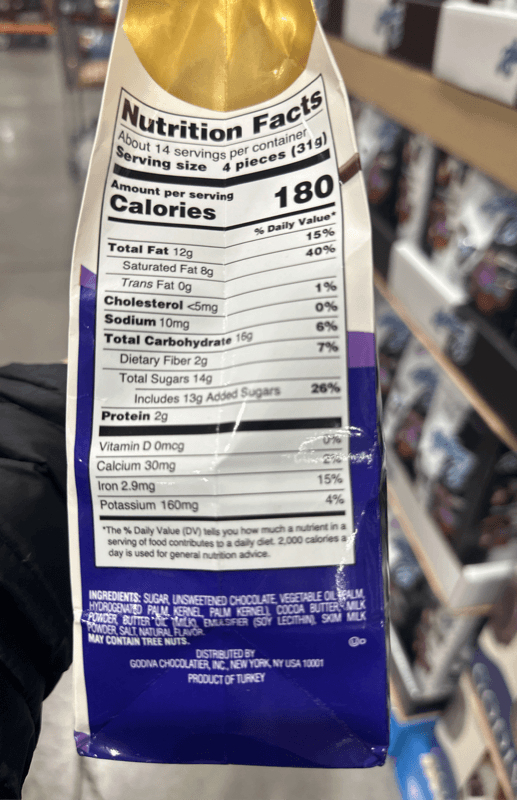 Nutrition Facts
About 14 servings per container
Serving size 4 pieces (31g)
Amount per serving
Calories 180
% Daily Value*
Total Fat 12g 15%
Saturated Fat 8g 40%
Trans Fat 0g
Cholesterol <5mg 1%
Sodium 10mg 0%
Total Carbohydrate 16g 6%
Dietary Fiber 2g 7%
Total Sugars 14g
Includes 13g Added Sugars 26%
Protein 2g
Vitamin D 0mcg 0%
Calcium 30mg 2%
Iron 2.9mg 15%
Potassium 160mg 4%
*The % Daily Value (DV) tells you how much a nutrient in a
serving of food contributes to a daily diet. 2,000 calories a
day is used for general nutrition advice.
INGREDIENTS: SUGAR, UNSWEETENED CHOCOLATE, VEGETABLE OIL (PALM,
HYDROGENATED PALM KERNEL, PALM KERNEL), COCOA BUTTER, MILK
POWDER, BUTTER OIL (MILK), EMULSIFIER (SOY LECITHIN), SKIM MILK
POWDER, SALT, NATURAL FLAVOR.
MAY CONTAIN TREE NUTS.
DISTRIBUTED BY
GODIVA CHOCOLATIER, INC., NEW YORK, NY USA 10001
PRODUCT OF TURKEY